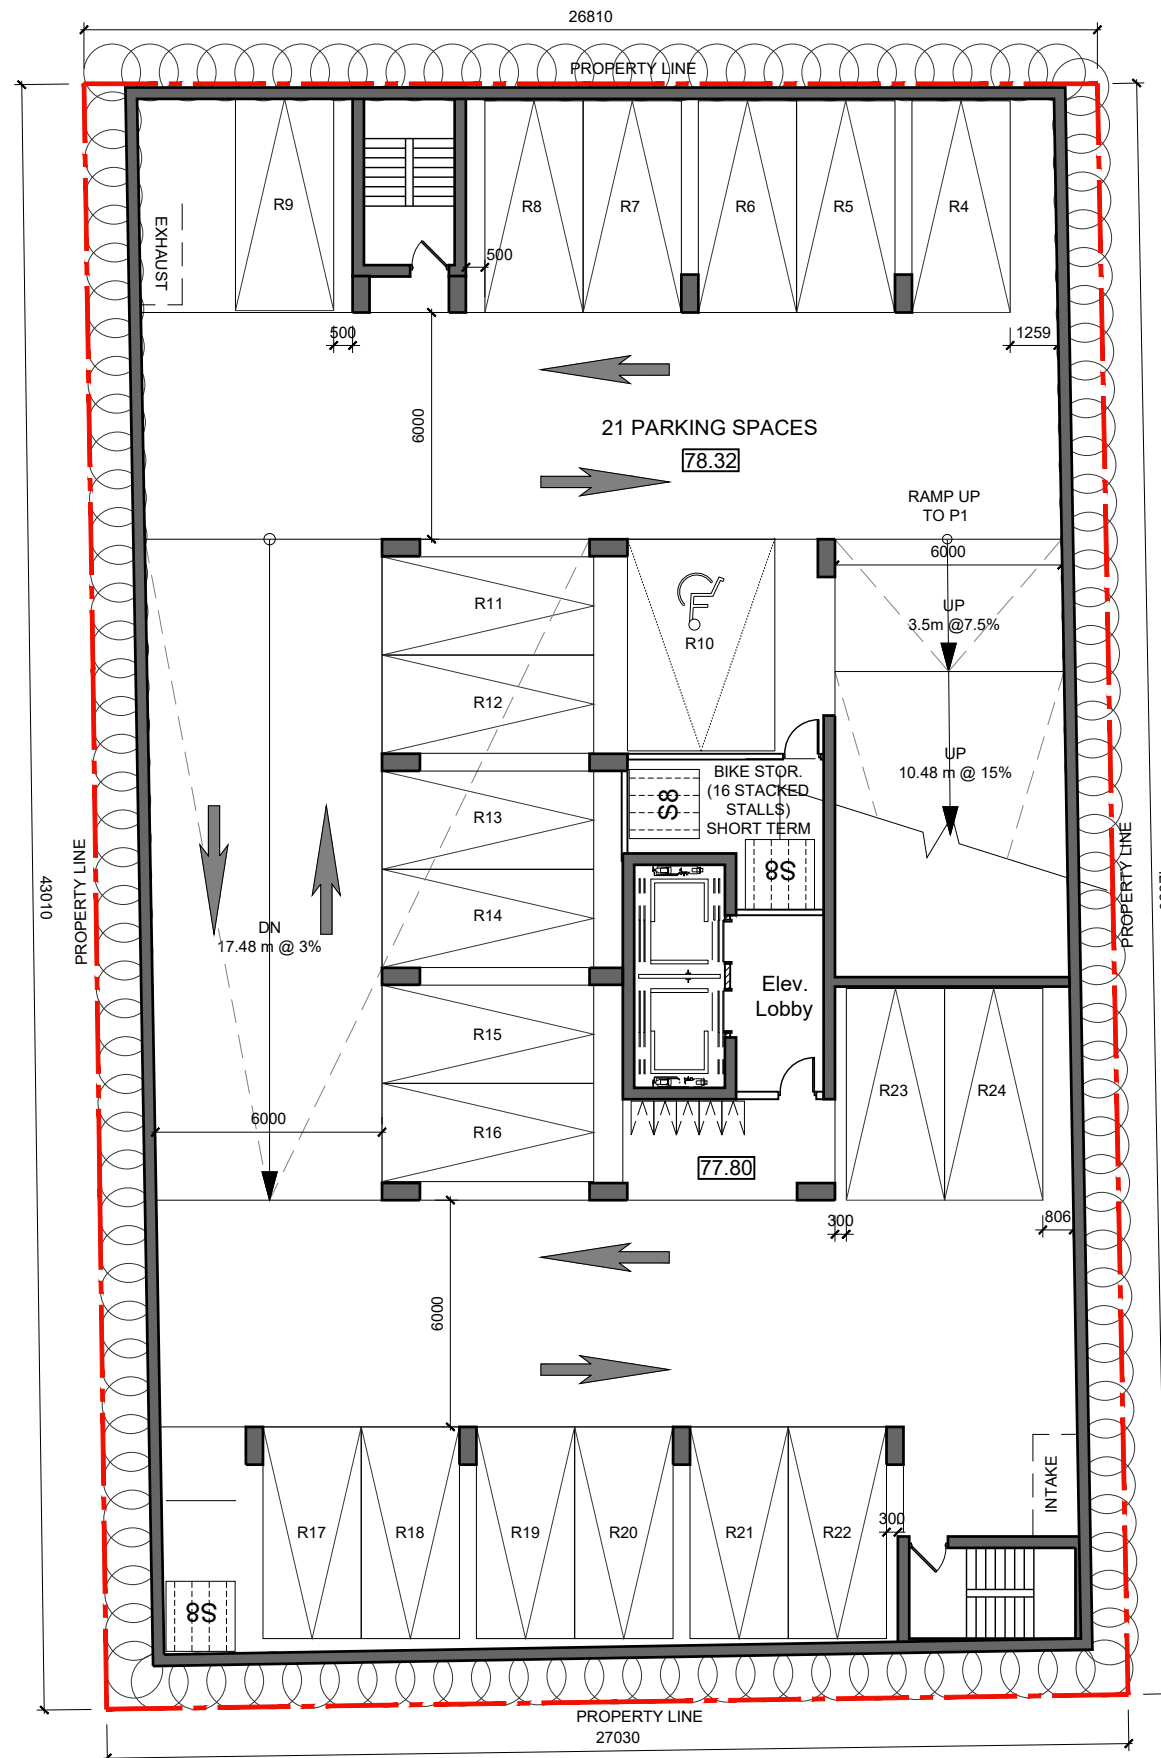 26810
PROPERTY LINE
R9
R8
R7
R6
R5
R4
EXHAUST
500
500
1259
6000
21 PARKING SPACES
78.32
RAMP UP
TO P1
6000
R11
R10
UP
3.5m @7.5%
R12
UP
10.48 m @ 15%
BIKE STOR.
(16 STACKED
STALLS)
SHORT TERM
S8
S8
R13
R14
PROPERTY LINE
43010
PROPERTY LINE
DN
17.48 m @ 3%
Elev.
Lobby
R15
R16
R23
R24
6000
77.80
300
806
6000
R17
R18
R19
R20
R21
R22
300
INTAKE
S8
PROPERTY LINE
27030